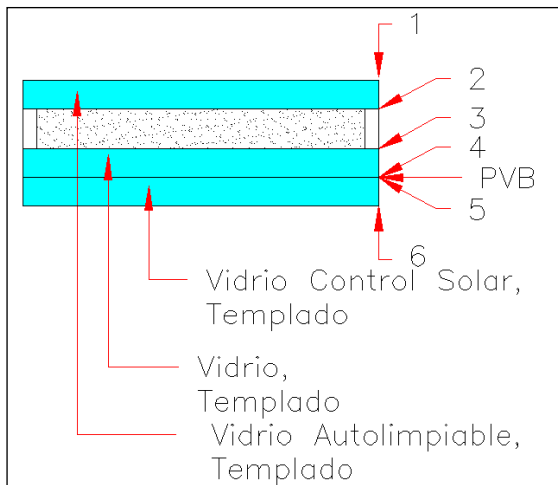 1
2
3
4
PVB
5
6
Vidrio Control Solar,
Templado
Vidrio,
Templado
Vidrio Autolimpiable,
Templado